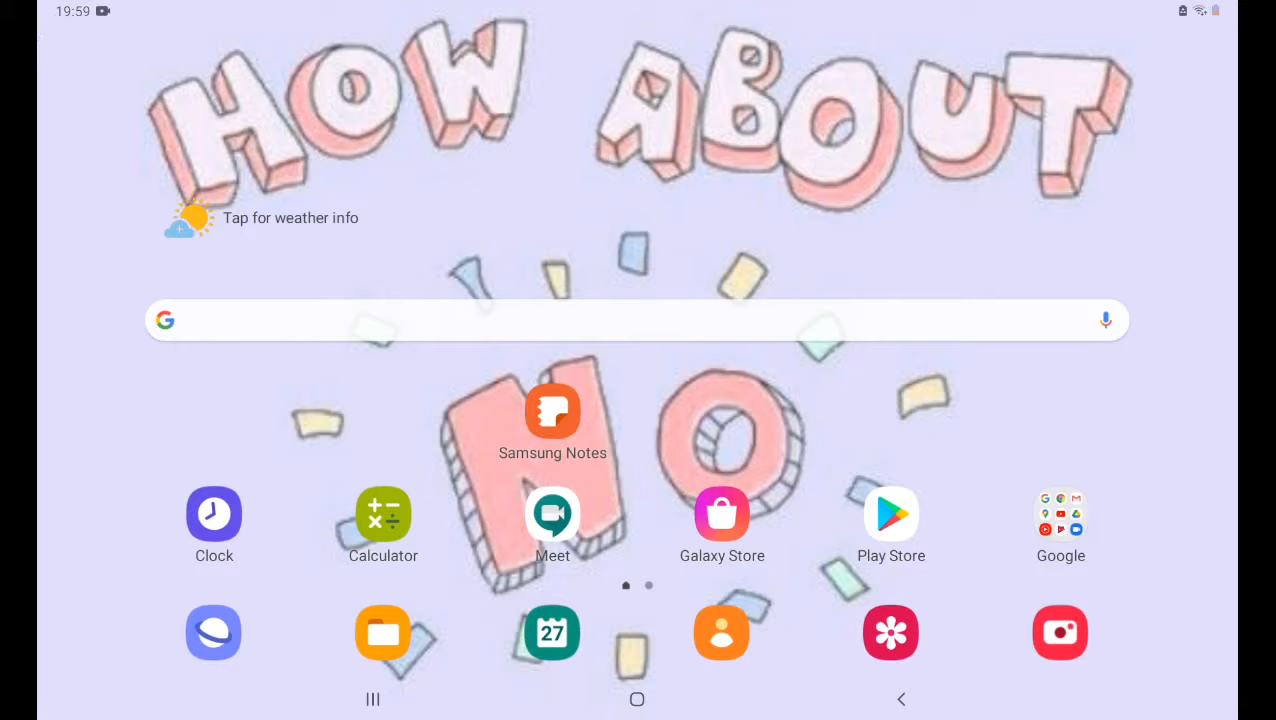 19:59
HOW ABOUT
Tap for weather info
NO
Samsung Notes
Clock
Calculator
Meet
Galaxy Store
Play Store
Google
27